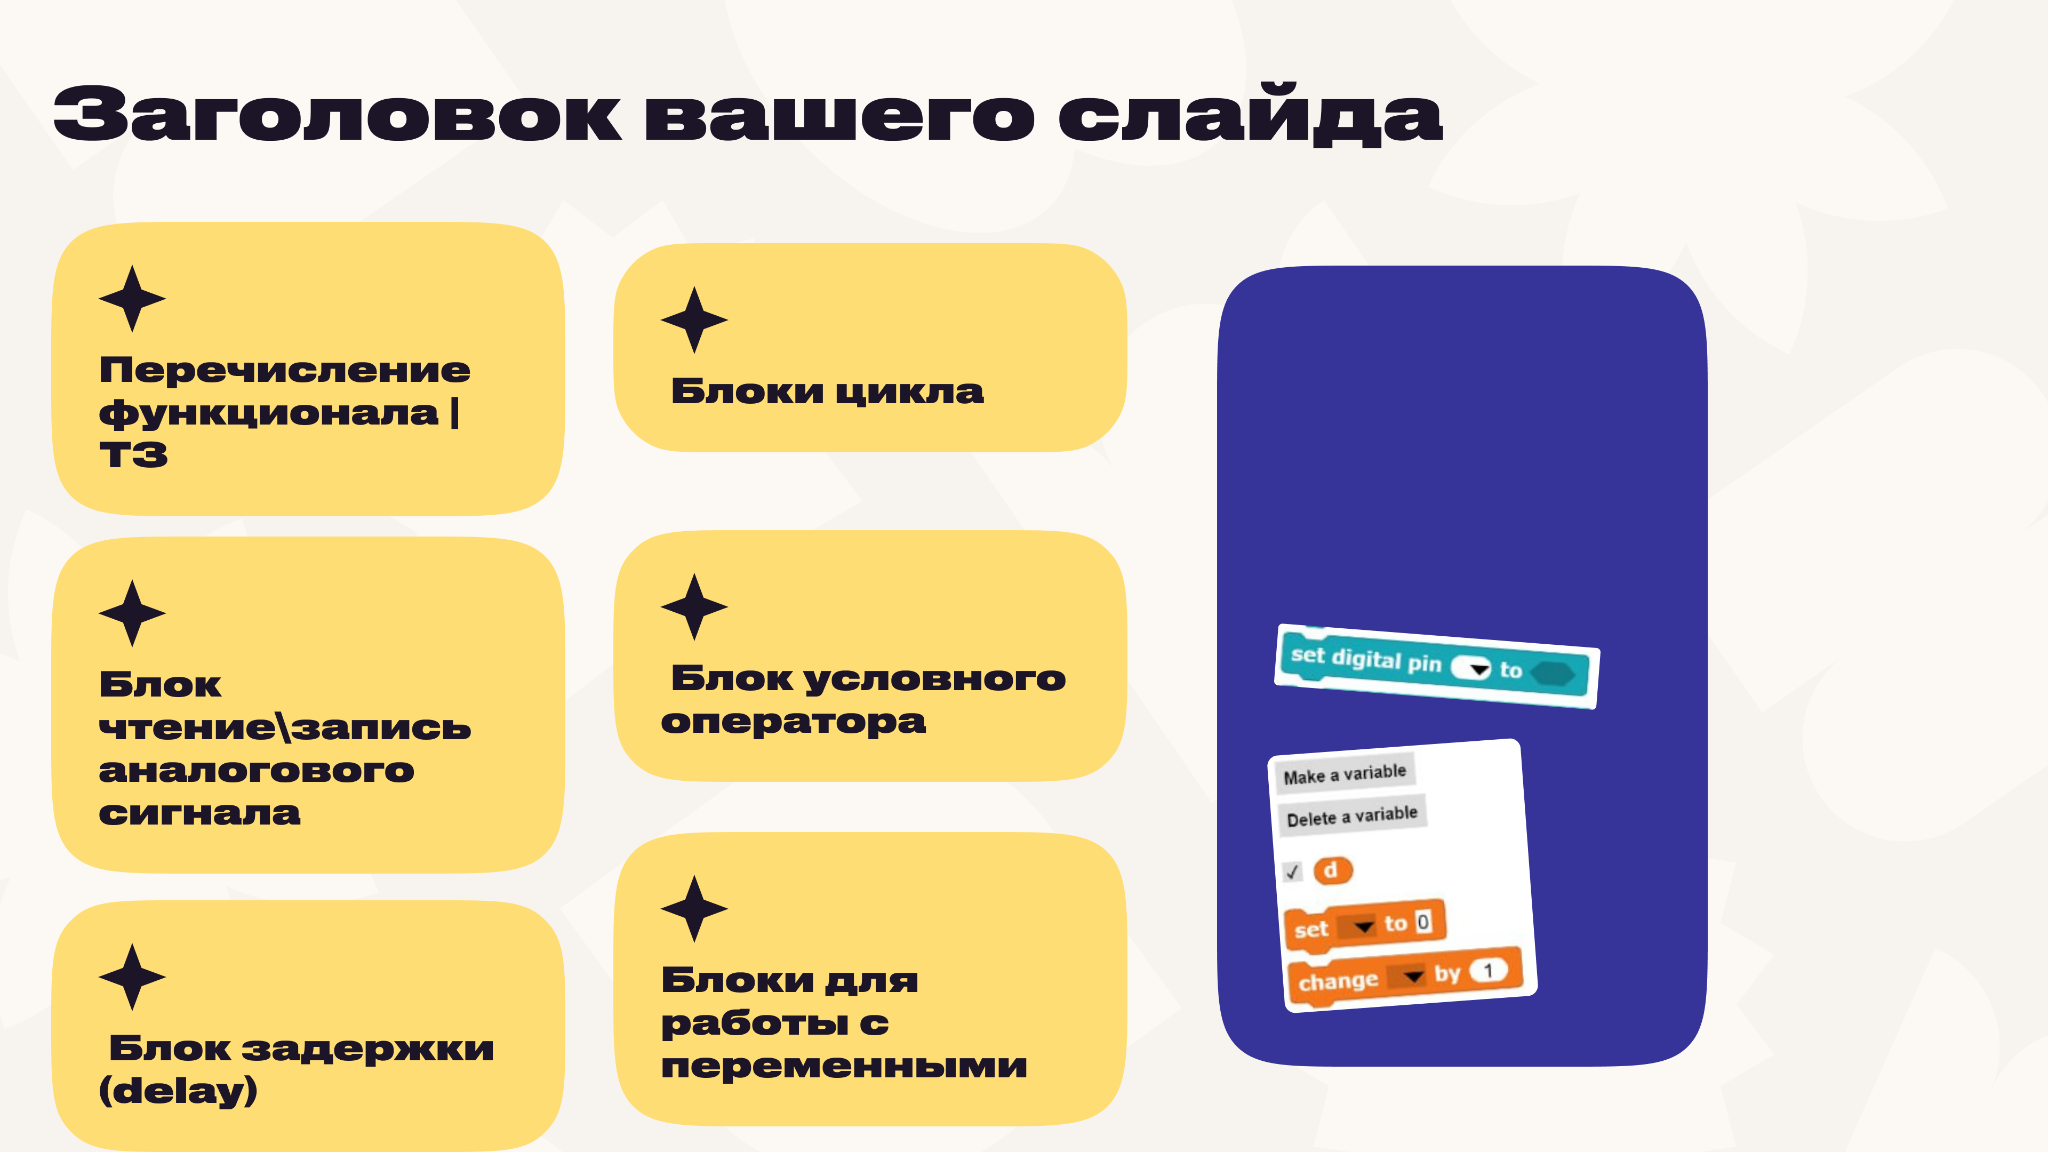 Заголовок вашего слайда
Перечисление
функционала |
ТЗ
Блок
чтение\запись
аналогового
сигнала
Блок задержки
(delay)
Блоки цикла
Блок условного
оператора
Блоки для
работы с
переменными
set digital pin to
Make a variable
Delete a variable
✓ d
set to 0
change by 1